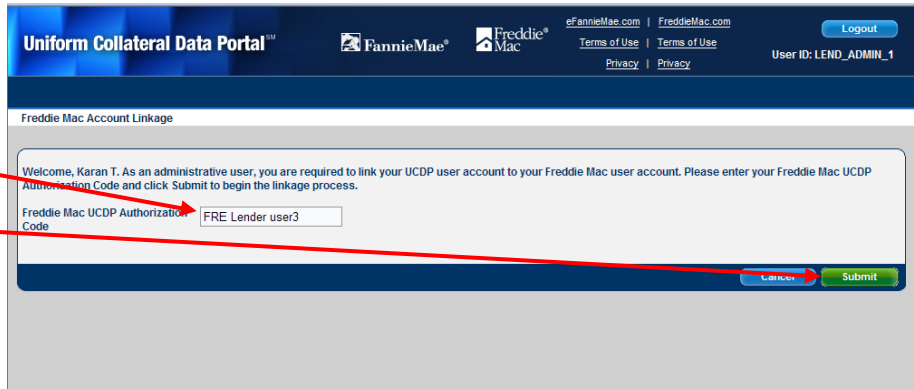 Uniform Collateral Data Portal℠
FannieMae®
Freddie Mac®
eFannieMae.com | FreddieMac.com
Terms of Use | Terms of Use
Privacy | Privacy
Logout
User ID: LEND_ADMIN_1
Freddie Mac Account Linkage
Welcome, Karan T. As an administrative user, you are required to link your UCDP user account to your Freddie Mac user account. Please enter your Freddie Mac UCDP
Authorization Code and click Submit to begin the linkage process.
Freddie Mac UCDP Authorization
Code
FRE Lender user3
Cancel
Submit